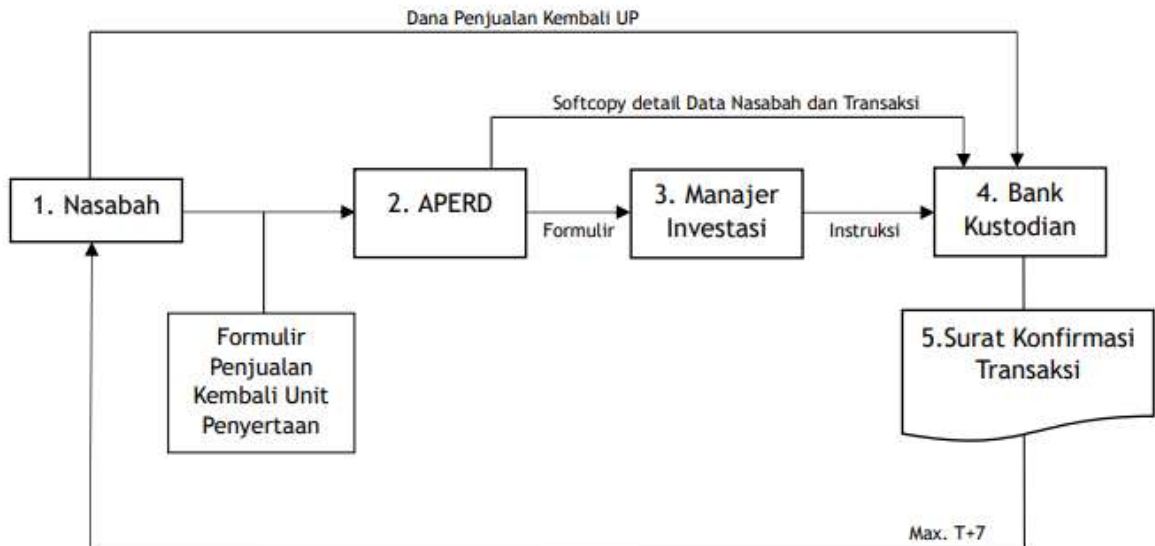 Dana Penjualan Kembali UP
Softcopy detail Data Nasabah dan Transaksi
1. Nasabah
2. APERD
Formulir
3. Manajer
Investasi
Instruksi
4. Bank
Kustodian
Formulir
Penjualan
Kembali Unit
Penyertaan
5.Surat Konfirmasi
Transaksi
Max. T+7